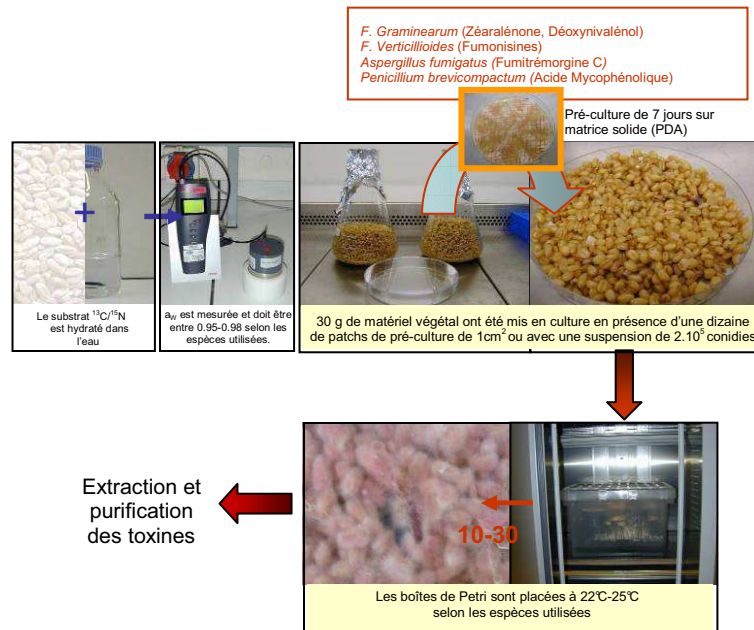 F. Graminearum (Zéaralénone, Déoxynivalénol)
F. Verticillioides (Fumonisines)
Aspergillus fumigatus (Fumitrémorgine C)
Penicillium brevicompactum (Acide Mycophénolique)
Pré-culture de 7 jours sur
matrice solide (PDA)
+
Le substrat ¹³C/¹⁵N
est hydraté dans
l'eau
aW est mesurée et doit être
entre 0.95-0.98 selon les
espèces utilisées.
30 g de matériel végétal ont été mis en culture en présence d'une dizaine
de patchs de pré-culture de 1cm² ou avec une suspension de 2.10⁵ conidies
Extraction et
purification
des toxines
10-30
Les boîtes de Petri sont placées à 22°C-25°C
selon les espèces utilisées